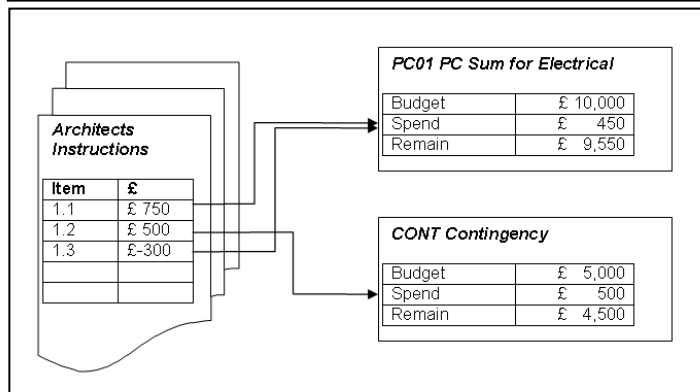 Architects
Instructions
Item £
1.1 £ 750
1.2 £ 500
1.3 £-300
PC01 PC Sum for Electrical
Budget £ 10,000
Spend £ 450
Remain £ 9,550
CONT Contingency
Budget £ 5,000
Spend £ 500
Remain £ 4,500